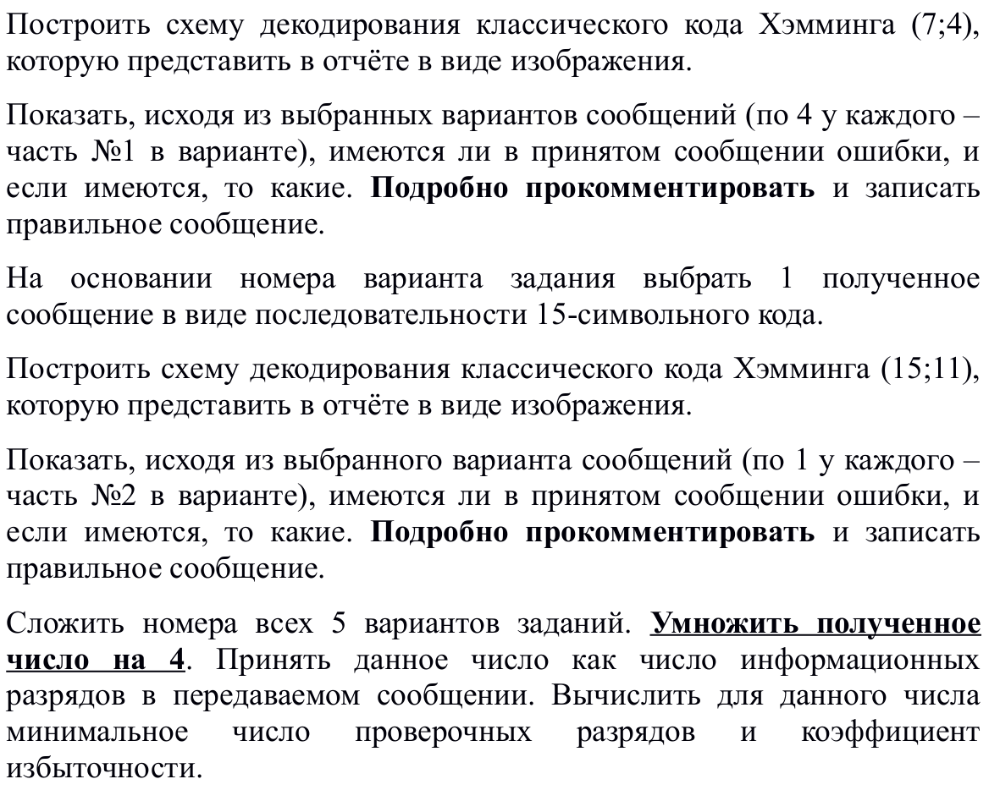 Построить схему декодирования классического кода Хэмминга (7;4),
которую представить в отчёте в виде изображения.
Показать, исходя из выбранных вариантов сообщений (по 4 у каждого –
часть №1 в варианте), имеются ли в принятом сообщении ошибки, и
если имеются, то какие. Подробно прокомментировать и записать
правильное сообщение.
На основании номера варианта задания выбрать 1 полученное
сообщение в виде последовательности 15-символьного кода.
Построить схему декодирования классического кода Хэмминга (15;11),
которую представить в отчёте в виде изображения.
Показать, исходя из выбранного варианта сообщений (по 1 у каждого –
часть №2 в варианте), имеются ли в принятом сообщении ошибки, и
если имеются, то какие. Подробно прокомментировать и записать
правильное сообщение.
Сложить номера всех 5 вариантов заданий. Умножить полученное
число на 4. Принять данное число как число информационных
разрядов в передаваемом сообщении. Вычислить для данного числа
минимальное число проверочных разрядов и коэффициент
избыточности.